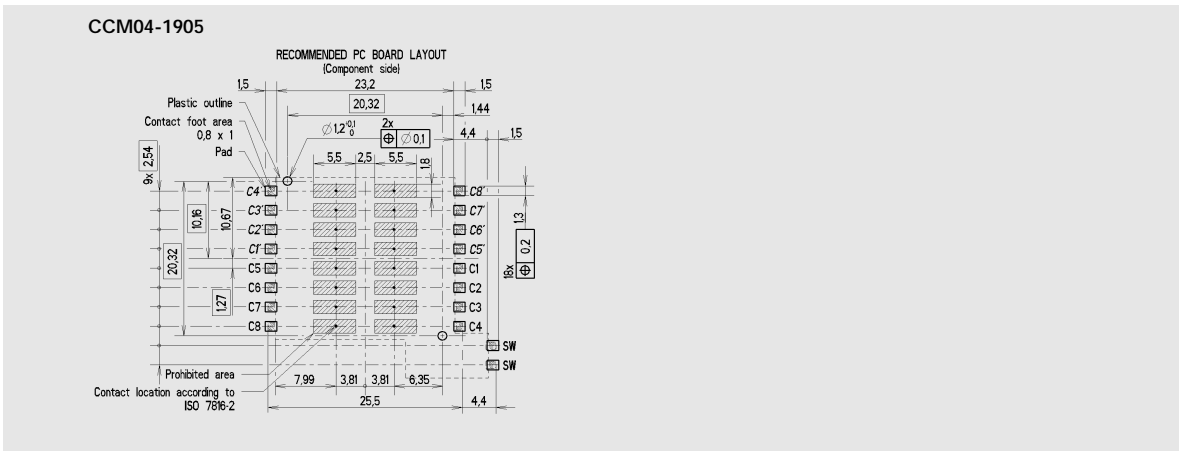 CCM04-1905
RECOMMENDED PC BOARD LAYOUT
(Component side)
1,5 23,2 1,5
Plastic outline
20,32
1,44
Contact foot area
0,8 x 1
Ø1,2 +0,1 0
2x
⌖ Ø0,1
4,4 1,5
Pad
5,5 2,5 5,5
1,8
9x 2,54
C4' C8'
C3' C7'
C2' C6'
C1' C5'
C5 C1
C6 C2
C7 C3
C8 C4
SW
SW
20,32
10,16
10,67
1,27
1,3
18x ⌖ 0,2
Prohibited area
Contact location according to
ISO 7816-2
7,99 3,81 3,81 6,35
25,5 4,4